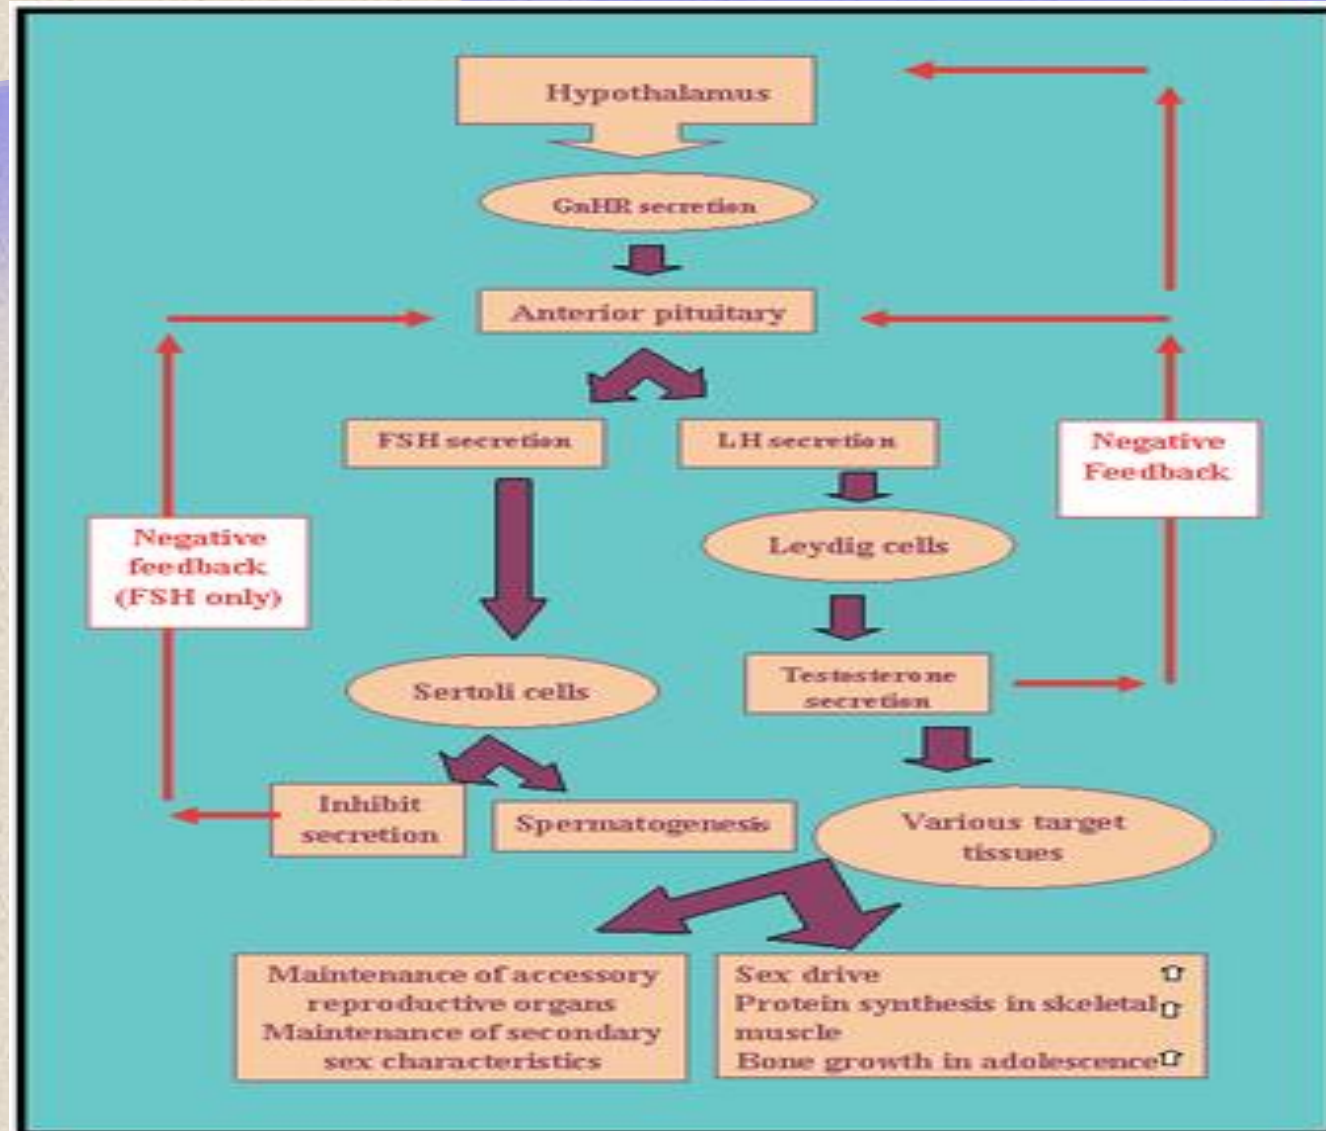 Hypothalamus
GnHR secretion
Anterior pituitary
FSH secretion
LH secretion
Negative
Feedback
Negative
feedback
(FSH only)
Leydig cells
Sertoli cells
Testosterone
secretion
Inhibit
secretion
Spermatogenesis
Various target
tissues
Maintenance of accessory
reproductive organs
Maintenance of secondary
sex characteristics
Sex drive
Protein synthesis in skeletal
muscle
Bone growth in adolescence